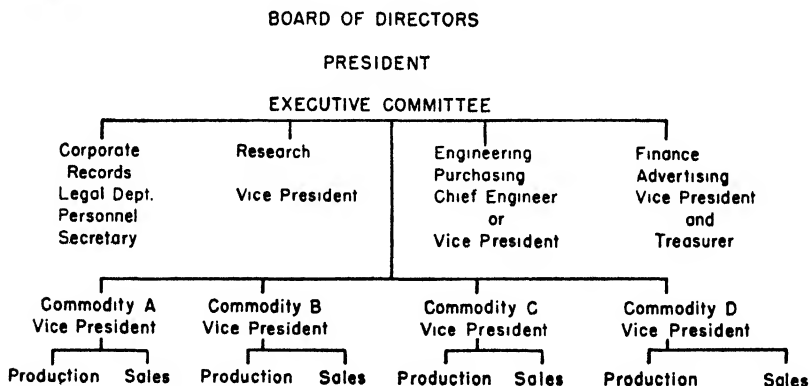 BOARD OF DIRECTORS
PRESIDENT
EXECUTIVE COMMITTEE
Corporate
Records
Legal Dept.
Personnel
Secretary
Research
Vice President
Engineering
Purchasing
Chief Engineer
or
Vice President
Finance
Advertising
Vice President
and
Treasurer
Commodity A
Vice President
Commodity B
Vice President
Commodity C
Vice President
Commodity D
Vice President
Production Sales
Production Sales
Production Sales
Production Sales